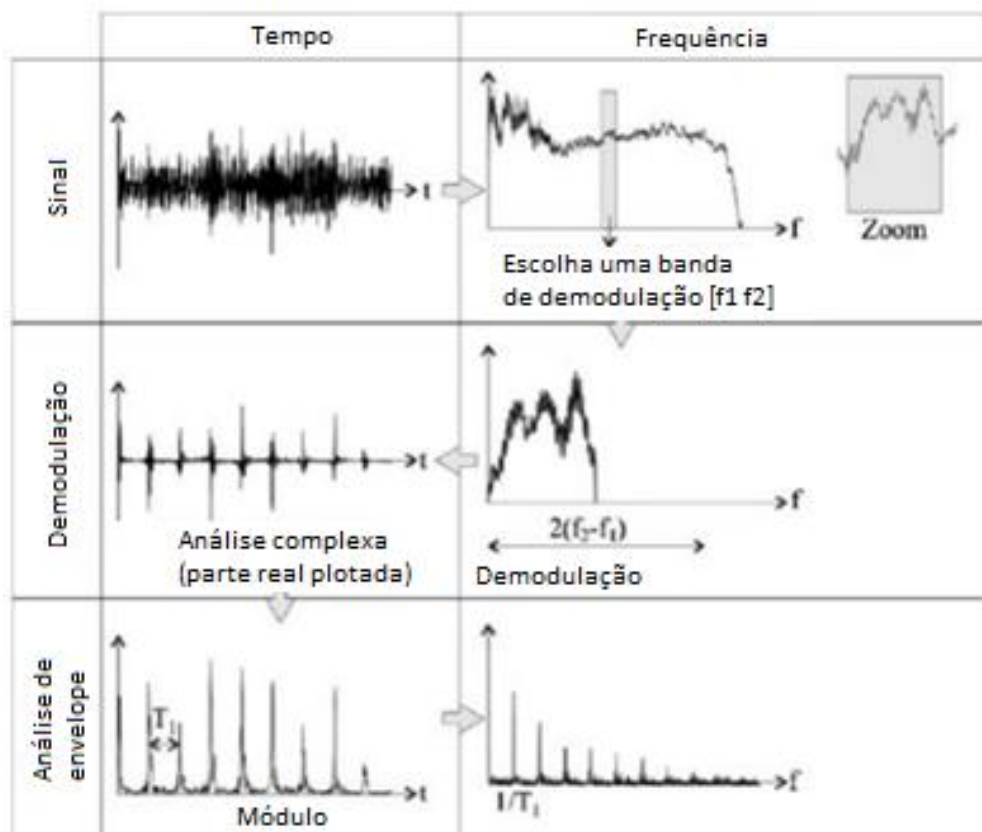 Tempo
Frequência
Sinal
t
f
Zoom
Escolha uma banda
de demodulação [f1 f2]
Demodulação
t
f
2(f₂-f₁)
Análise complexa
(parte real plotada)
Demodulação
Análise de
envelope
T₁
t
Módulo
1/T₁
f